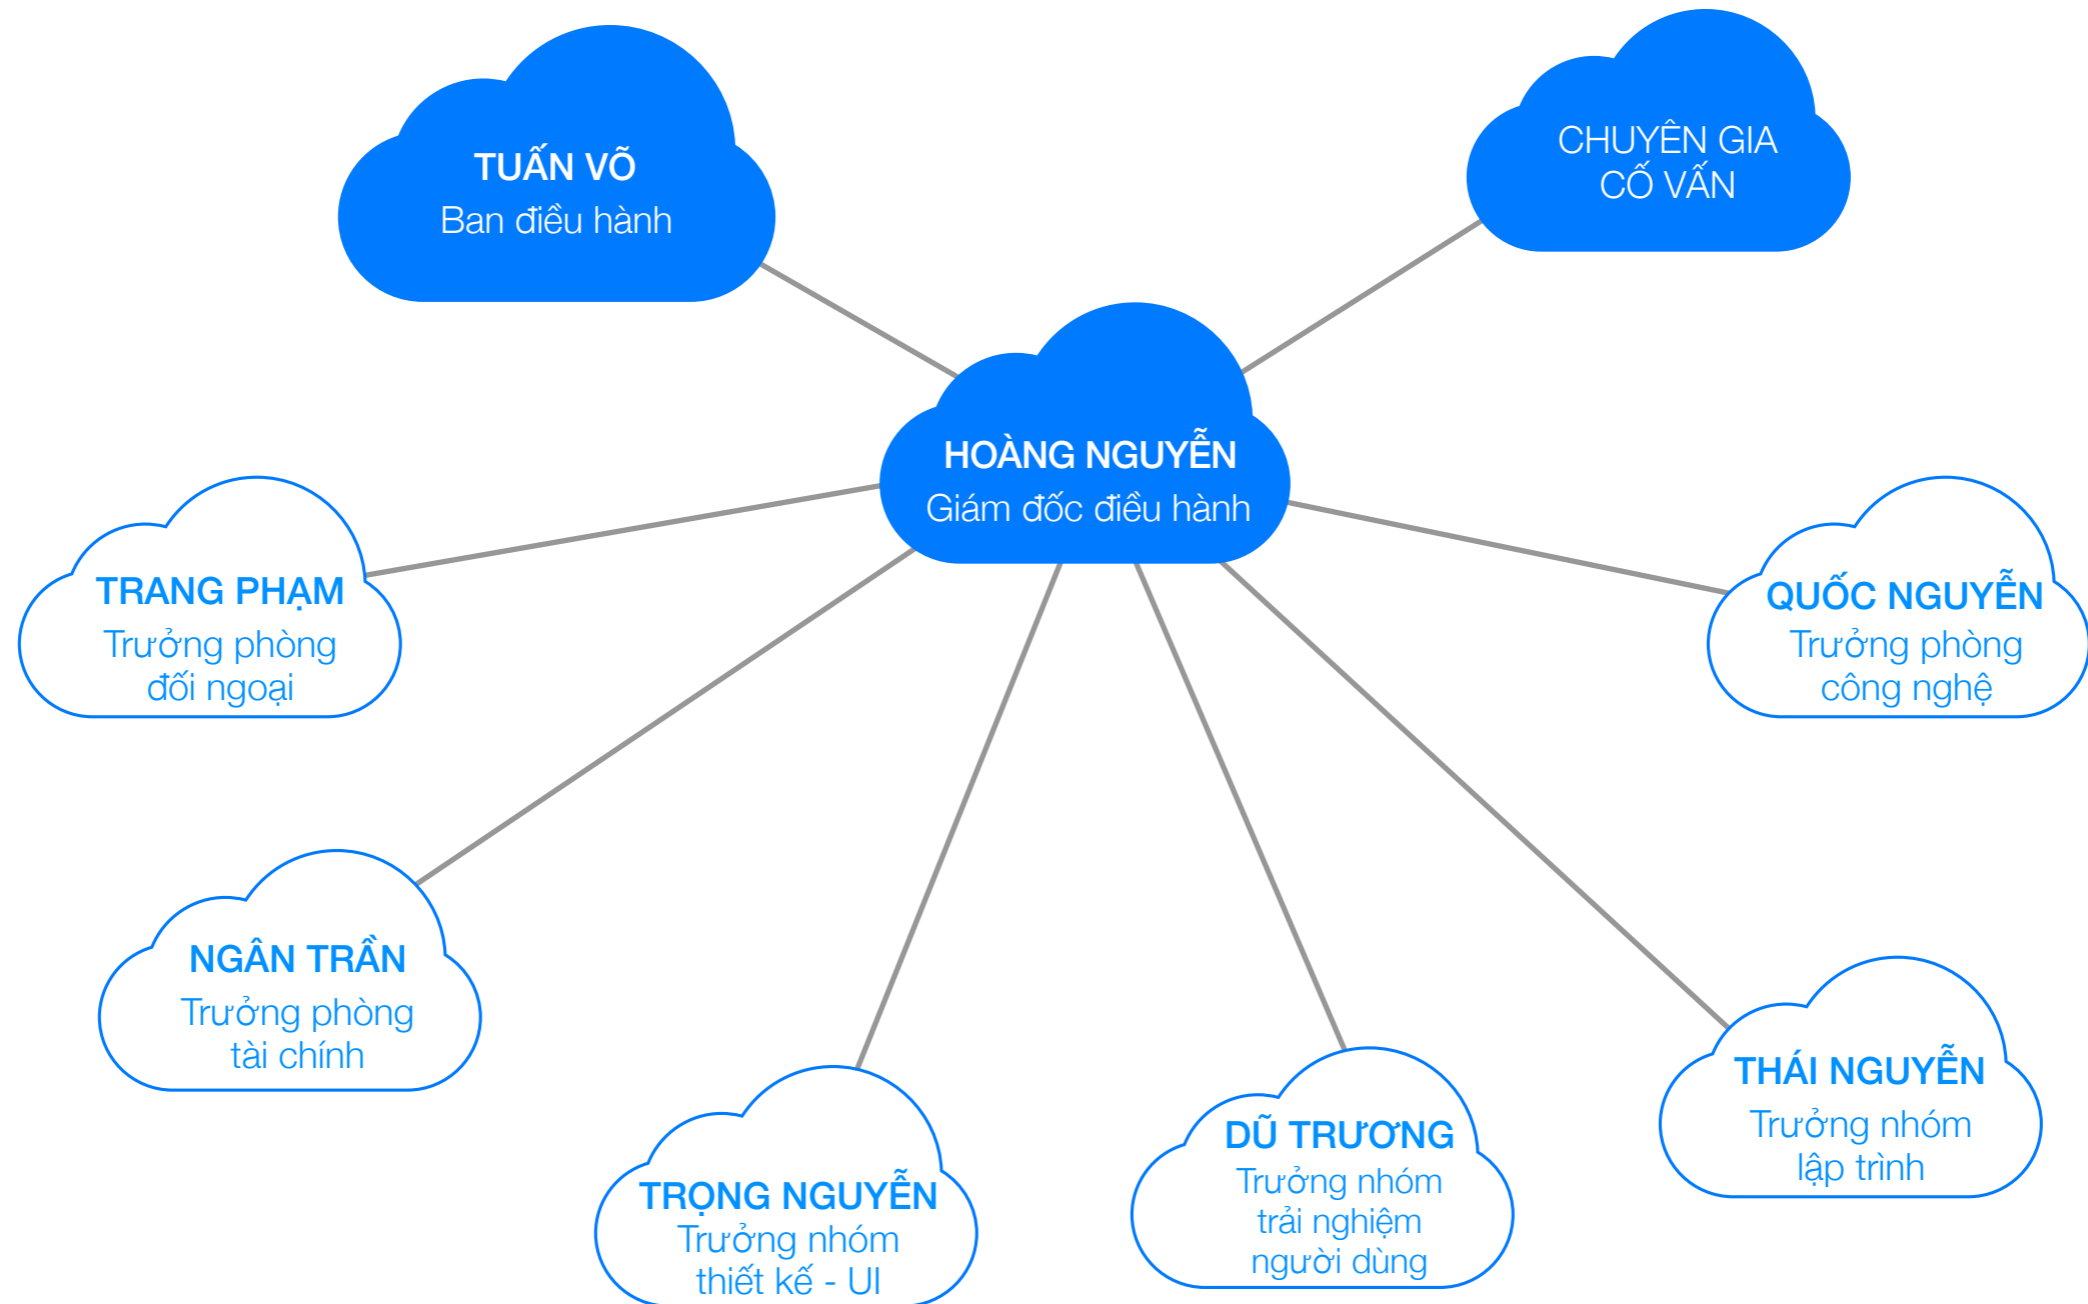 TUẤN VÕ
Ban điều hành
CHUYÊN GIA
CỐ VẤN
HOÀNG NGUYỄN
Giám đốc điều hành
TRANG PHẠM
Trưởng phòng
đối ngoại
QUỐC NGUYỄN
Trưởng phòng
công nghệ
NGÂN TRẦN
Trưởng phòng
tài chính
TRỌNG NGUYỄN
Trưởng nhóm
thiết kế - UI
DŨ TRƯƠNG
Trưởng nhóm
trải nghiệm
người dùng
THÁI NGUYỄN
Trưởng nhóm
lập trình